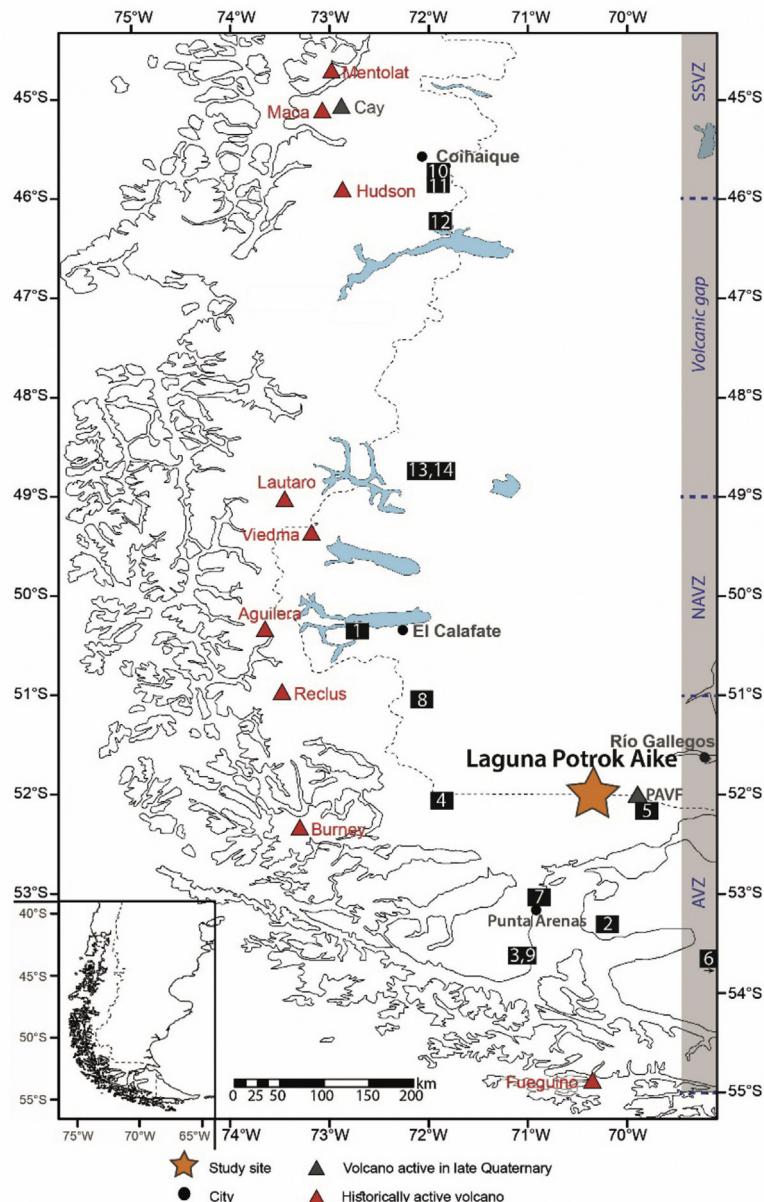 75°W 74°W 73°W 72°W 71°W 70°W
Mentolat
45°S
45°S
SSVZ
Maca
Cay
Coihaique
10
11
46°S
46°S
Hudson
12
47°S
47°S
Volcanic gap
48°S
48°S
13,14
Lautaro
49°S
49°S
Viedma
50°S
50°S
NAVZ
Aguilera
1
El Calafate
51°S
51°S
Reclus
8
Río Gallegos
Laguna Potrok Aike
52°S
52°S
4
PAVF
5
Burney
53°S
53°S
7
AVZ
Punta Arenas
2
3,9
6
54°S
54°S
Fueguino
55°S
40°S
45°S
50°S
55°S
75°W 70°W 65°W
0 25 50 100 150 200 km
74°W 73°W 72°W 71°W 70°W
Study site
Volcano active in late Quaternary
City
Historically active volcano